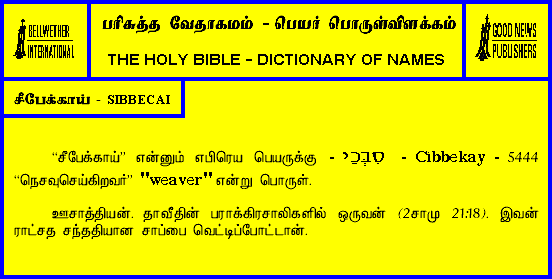 BELLWETHER
INTERNATIONAL
பரிசுத்த வேதாகமம் - பெயர் பொருள்விளக்கம்
THE HOLY BIBLE - DICTIONARY OF NAMES
GOOD NEWS
PUBLISHERS
சீபேக்காய் - SIBBECAI
“சீபேக்காய்” என்னும் எபிரெய பெயருக்கு - סִבְּכַי - Cibbekay - 5444
“நெசவுசெய்கிறவர்” "weaver" என்று பொருள்.
ஊசாத்தியன். தாவீதின் பராக்கிரசாலிகளில் ஒருவன் (2சாமு 21:18). இவன்
ராட்சத சந்ததியான சாப்பை வெட்டிப்போட்டான்.